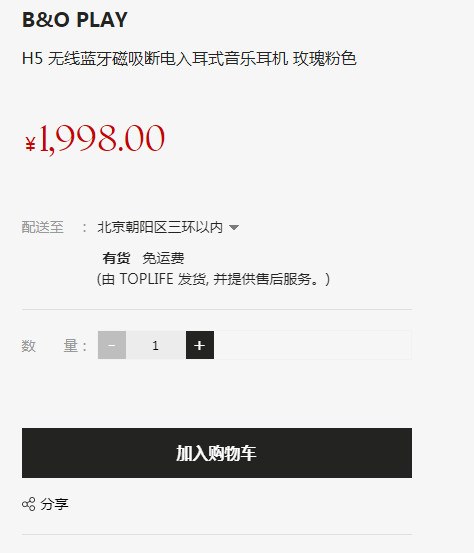 B&O PLAY
H5 无线蓝牙磁吸断电入耳式音乐耳机 玫瑰粉色
¥1,998.00
配送至 : 北京朝阳区三环以内
有货 免运费
(由 TOPLIFE 发货, 并提供售后服务。)
数 量: - 1 +
加入购物车
分享